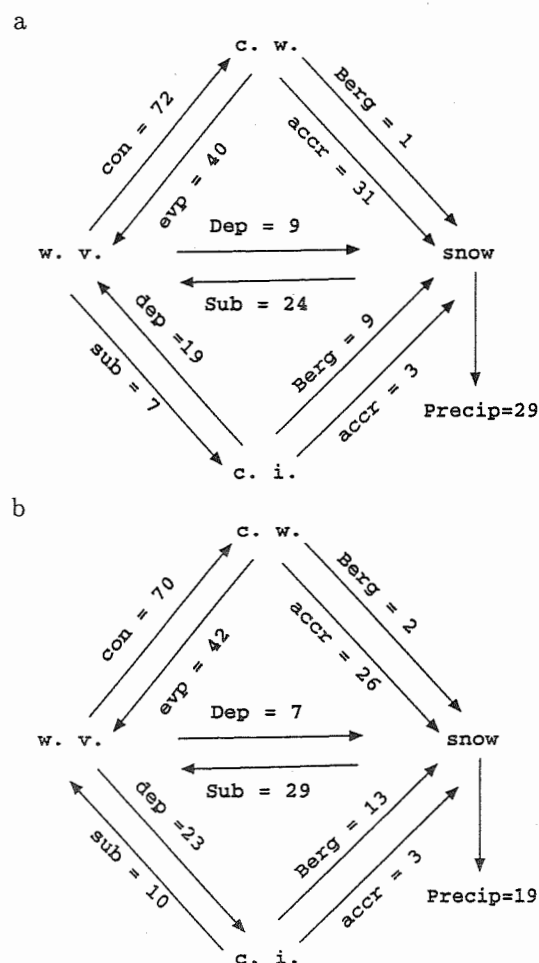 a
c. w.
con = 72
evp = 40
accr = 31
Berg = 1
Dep = 9
w. v.
snow
Sub = 24
dep =19
sub = 7
Berg = 9
accr = 3
Precip=29
c. i.
b
c. w.
con = 70
evp = 42
accr = 26
Berg = 2
Dep = 7
w. v.
snow
Sub = 29
dep =23
sub = 10
Berg = 13
accr = 3
Precip=19
c. i.